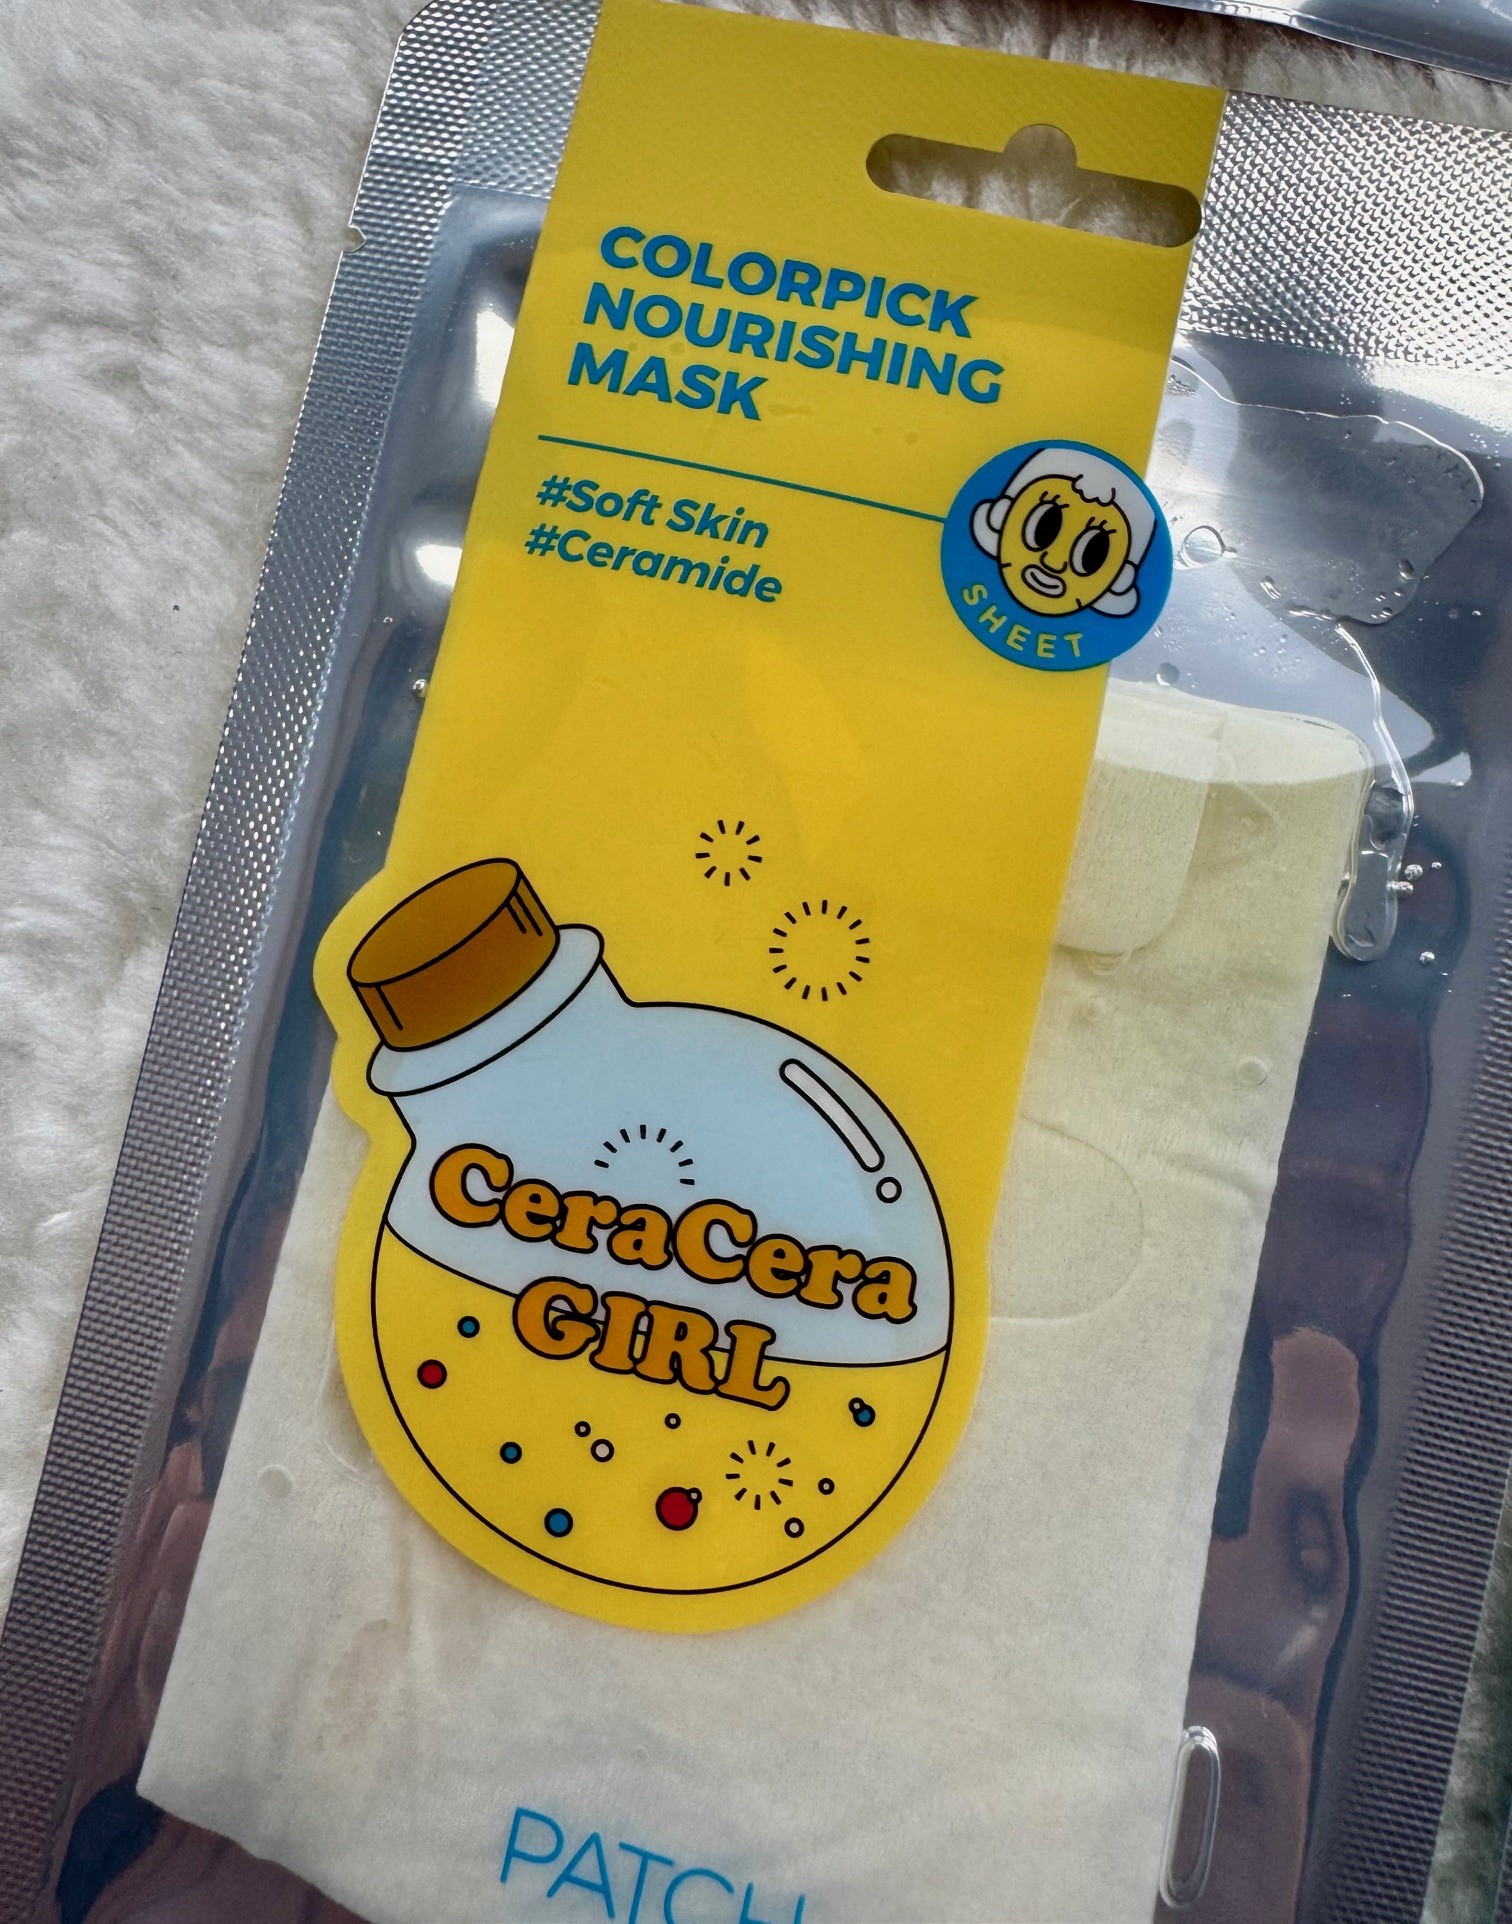 COLORPICK
NOURISHING
MASK
#Soft Skin
#Ceramide
SHEET
CeraCera
GIRL
PATCH